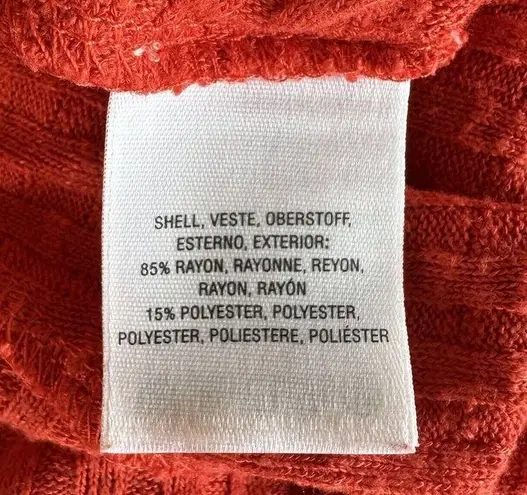 SHELL, VESTE, OBERSTOFF,
ESTERNO, EXTERIOR:
85% RAYON, RAYONNE, REYON,
RAYON, RAYÓN
15% POLYESTER, POLYESTER,
POLYESTER, POLIESTERE, POLIÉSTER